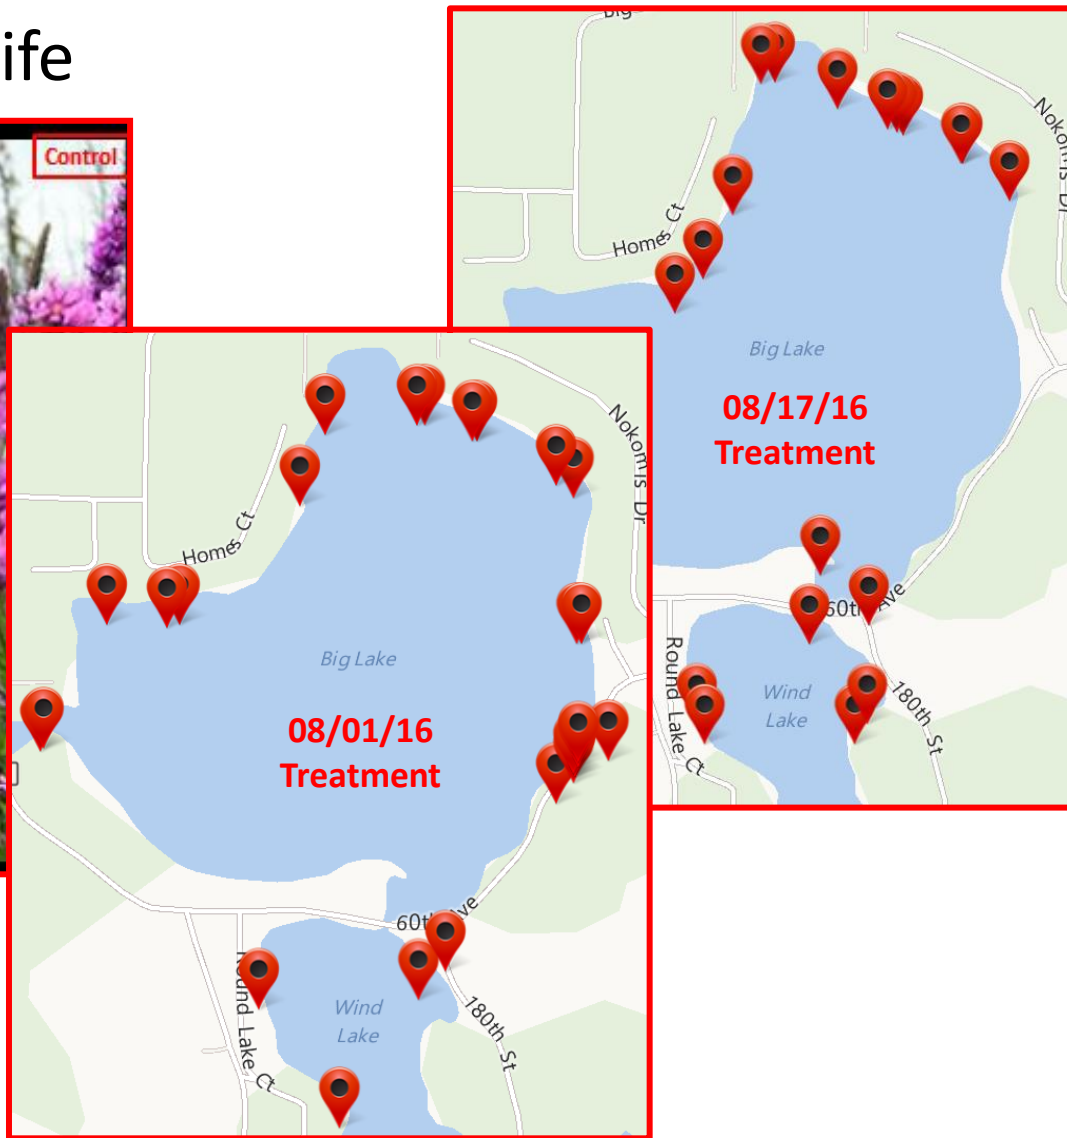 ife
Control
Big
Nokomis Dr
Homes Ct
Big Lake
08/17/16
Treatment
60th Ave
Round Lake Ct
Wind
Lake
180th St
Nokomis Dr
Homes Ct
Big Lake
08/01/16
Treatment
60th Ave
Round Lake Ct
Wind
Lake
180th St